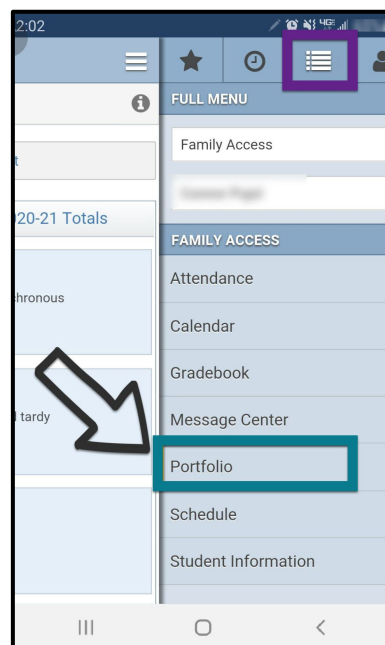 2:02
4GE
FULL MENU
Family Access
t
20-21 Totals
FAMILY ACCESS
Attendance
hronous
Calendar
Gradebook
Message Center
l tardy
Portfolio
Schedule
Student Information